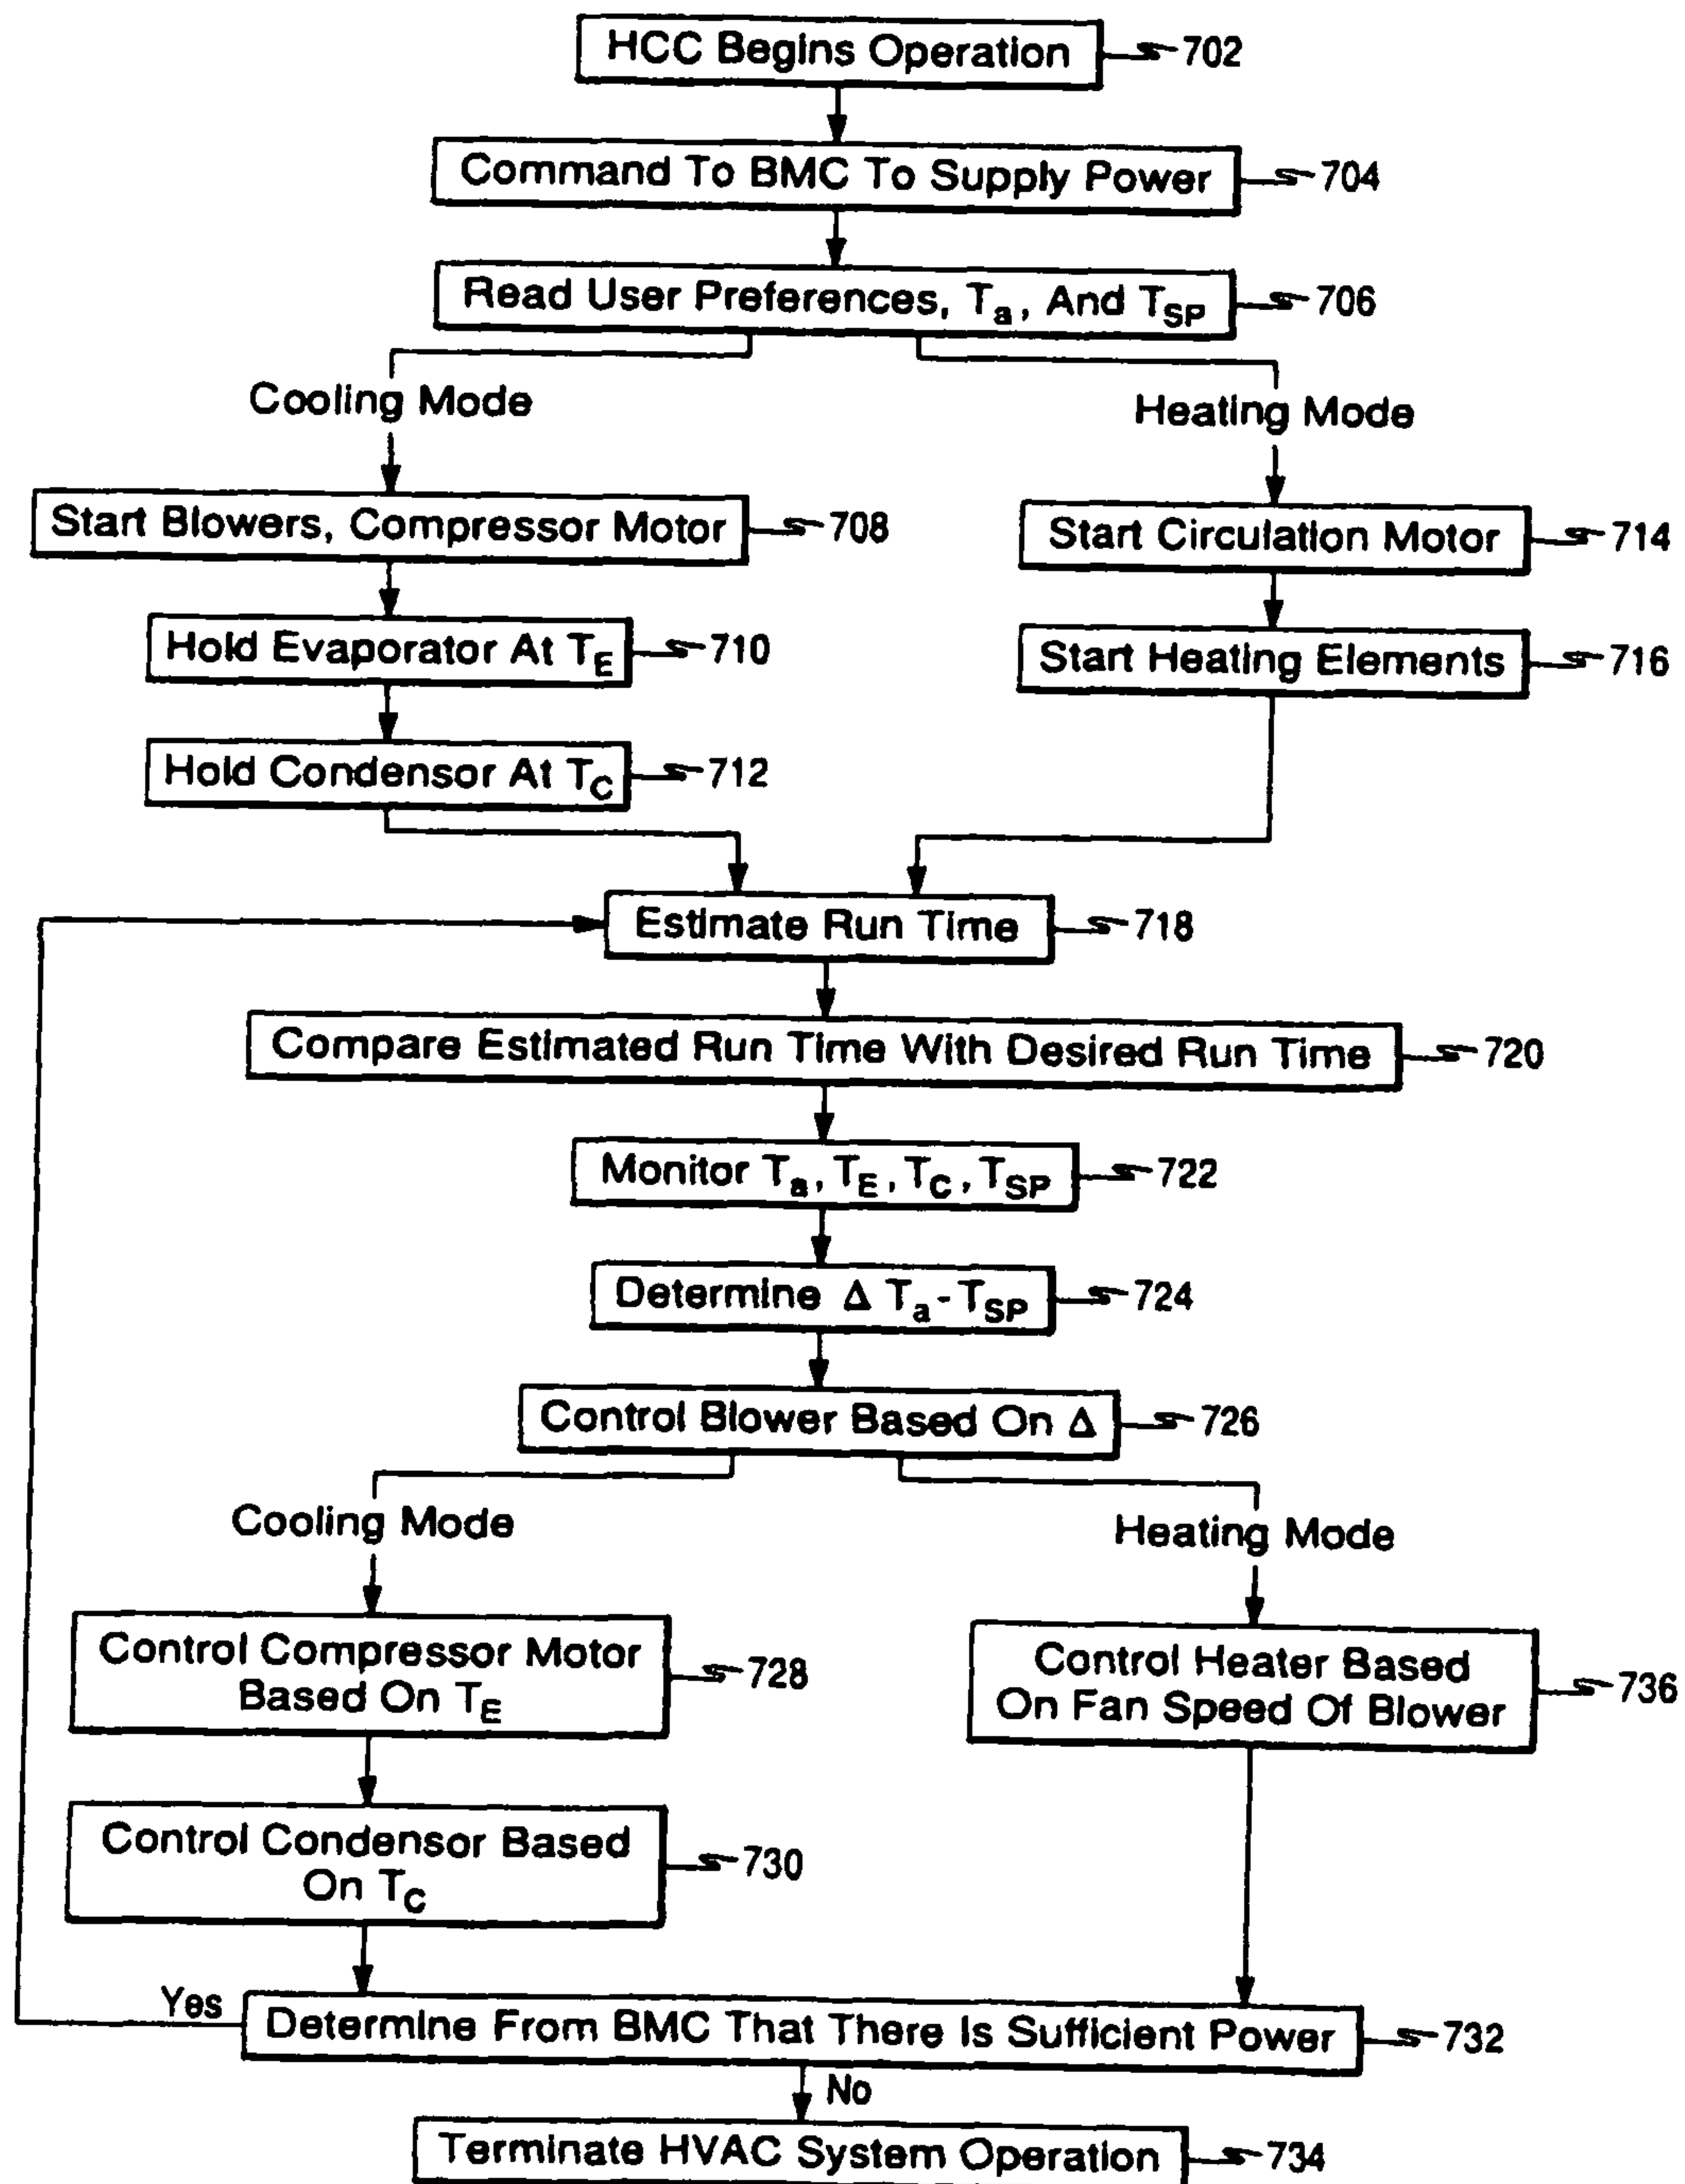 HCC Begins Operation 702
Command To BMC To Supply Power 704
Read User Preferences, Ta, And TSP 706
Cooling Mode
Heating Mode
Start Blowers, Compressor Motor 708
Start Circulation Motor 714
Hold Evaporator At TE 710
Start Heating Elements 716
Hold Condensor At TC 712
Estimate Run Time 718
Compare Estimated Run Time With Desired Run Time 720
Monitor Ta, TE, TC, TSP 722
Determine Δ Ta-TSP 724
Control Blower Based On Δ 726
Cooling Mode
Heating Mode
Control Compressor Motor
Based On TE
728
Control Heater Based
On Fan Speed Of Blower
736
Control Condensor Based
On TC
730
Yes
Determine From BMC That There Is Sufficient Power 732
No
Terminate HVAC System Operation 734